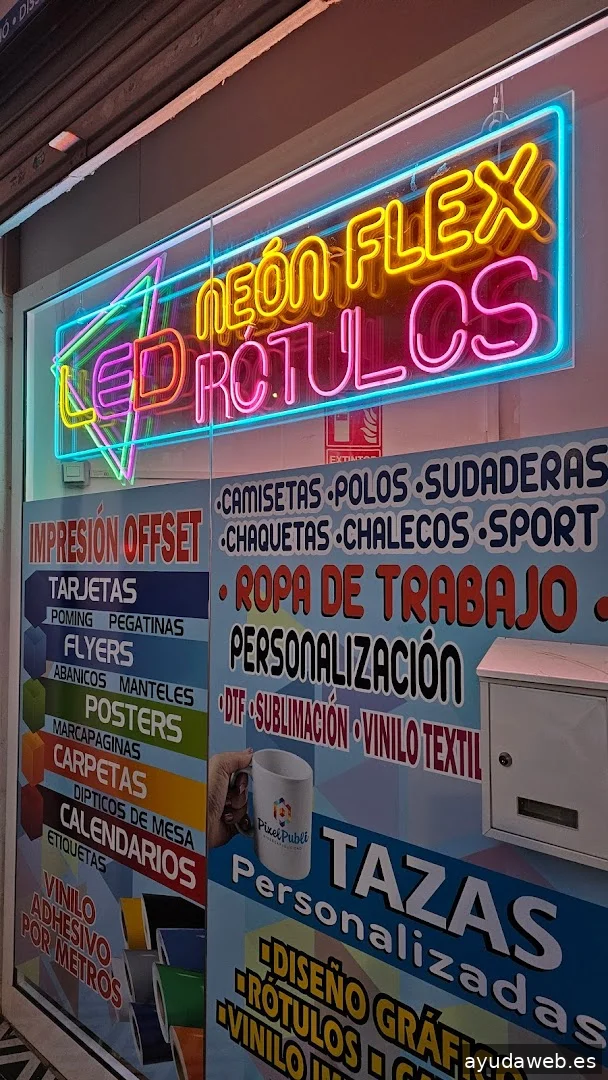 NEÓN FLEX
LED RÓTULOS
EXTINTOR
IMPRESIÓN OFFSET
TARJETAS
POMING PEGATINAS
FLYERS
ABANICOS MANTELES
POSTERS
MARCAPAGINAS
CARPETAS
DIPTICOS DE MESA
CALENDARIOS
ETIQUETAS
VINILO
ADHESIVO
POR METROS
•CAMISETAS •POLOS •SUDADERAS
•CHAQUETAS •CHALECOS •SPORT
• ROPA DE TRABAJO •
PERSONALIZACIÓN
•DTF •SUBLIMACIÓN •VINILO TEXTIL
PixelPubli
TAZAS
Personalizadas
▪DISEÑO GRÁFI
▪RÓTULOS ▪
▪VINILO
ayudaweb.es